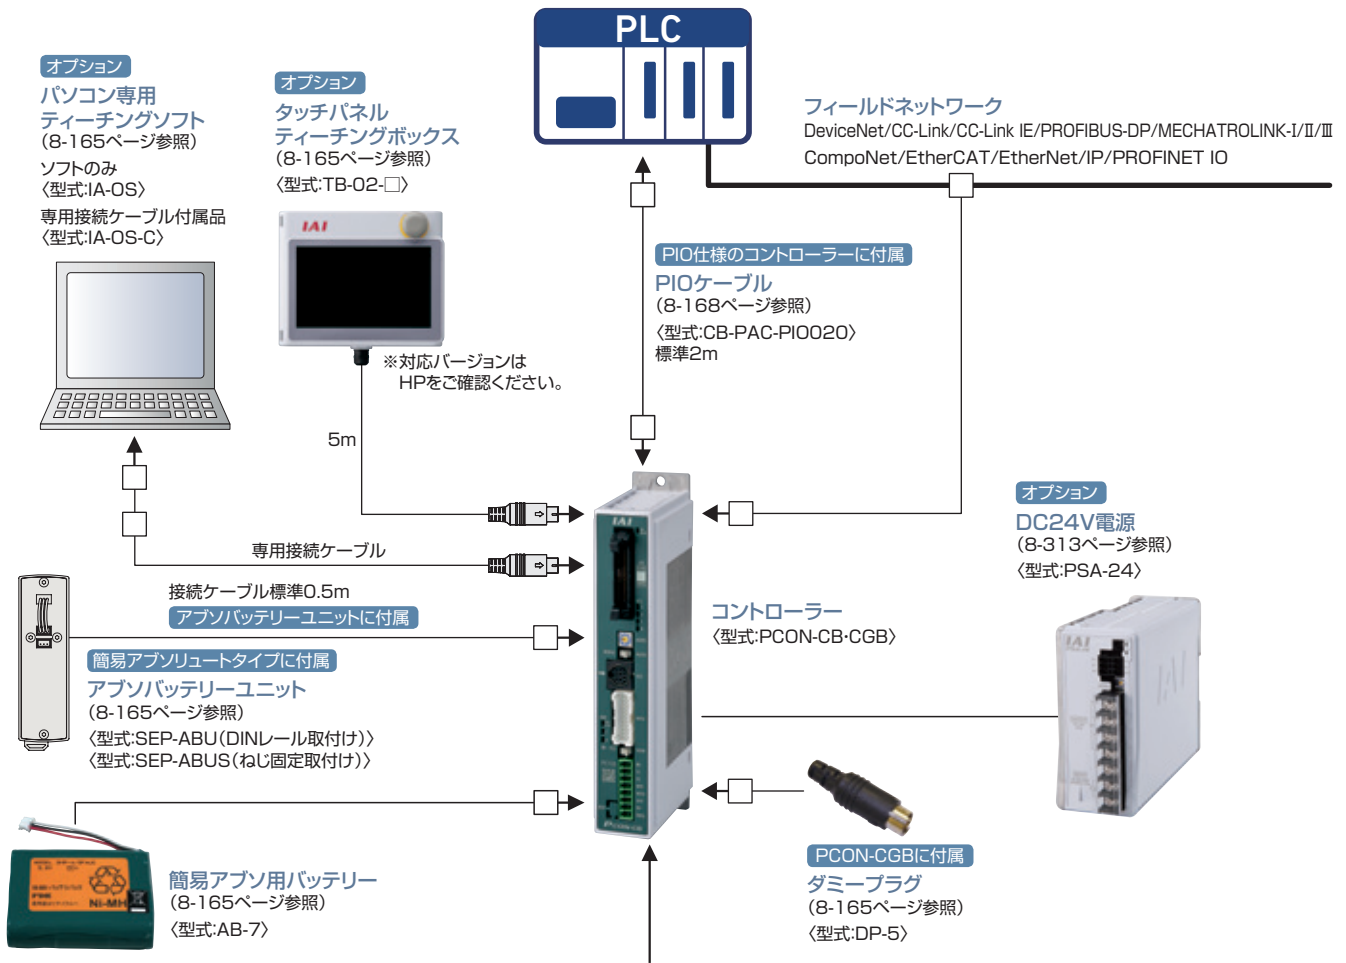 PLC
オプション
パソコン専用
ティーチングソフト
(8-165ページ参照)
ソフトのみ
〈型式:IA-OS〉
専用接続ケーブル付属品
〈型式:IA-OS-C〉
オプション
タッチパネル
ティーチングボックス
(8-165ページ参照)
〈型式:TB-02-□〉
IAI
※対応バージョンは
HPをご確認ください。
5m
フィールドネットワーク
DeviceNet/CC-Link/CC-Link IE/PROFIBUS-DP/MECHATROLINK-I/Ⅱ/Ⅲ
CompoNet/EtherCAT/EtherNet/IP/PROFINET IO
PIO仕様のコントローラーに付属
PIOケーブル
(8-168ページ参照)
〈型式:CB-PAC-PIO020〉
標準2m
専用接続ケーブル
接続ケーブル標準0.5m
アブソバッテリーユニットに付属
簡易アブソリュートタイプに付属
アブソバッテリーユニット
(8-165ページ参照)
〈型式:SEP-ABU(DINレール取付け)〉
〈型式:SEP-ABUS(ねじ固定取付け)〉
IAI
PCON-CB
コントローラー
〈型式:PCON-CB・CGB〉
オプション
DC24V電源
(8-313ページ参照)
〈型式:PSA-24〉
IAI
IAI
Ni-MH
簡易アブソ用バッテリー
(8-165ページ参照)
〈型式:AB-7〉
PCON-CGBに付属
ダミープラグ
(8-165ページ参照)
〈型式:DP-5〉